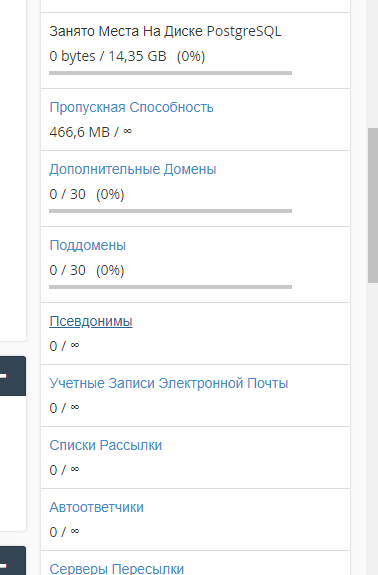 Занято Места На Диске PostgreSQL
0 bytes / 14,35 GB (0%)
Пропускная Способность
466,6 MB / ∞
Дополнительные Домены
0 / 30 (0%)
Поддомены
0 / 30 (0%)
Псевдонимы
0 / ∞
Учетные Записи Электронной Почты
0 / ∞
Списки Рассылки
0 / ∞
Автоответчики
0 / ∞
Серверы Пересылки